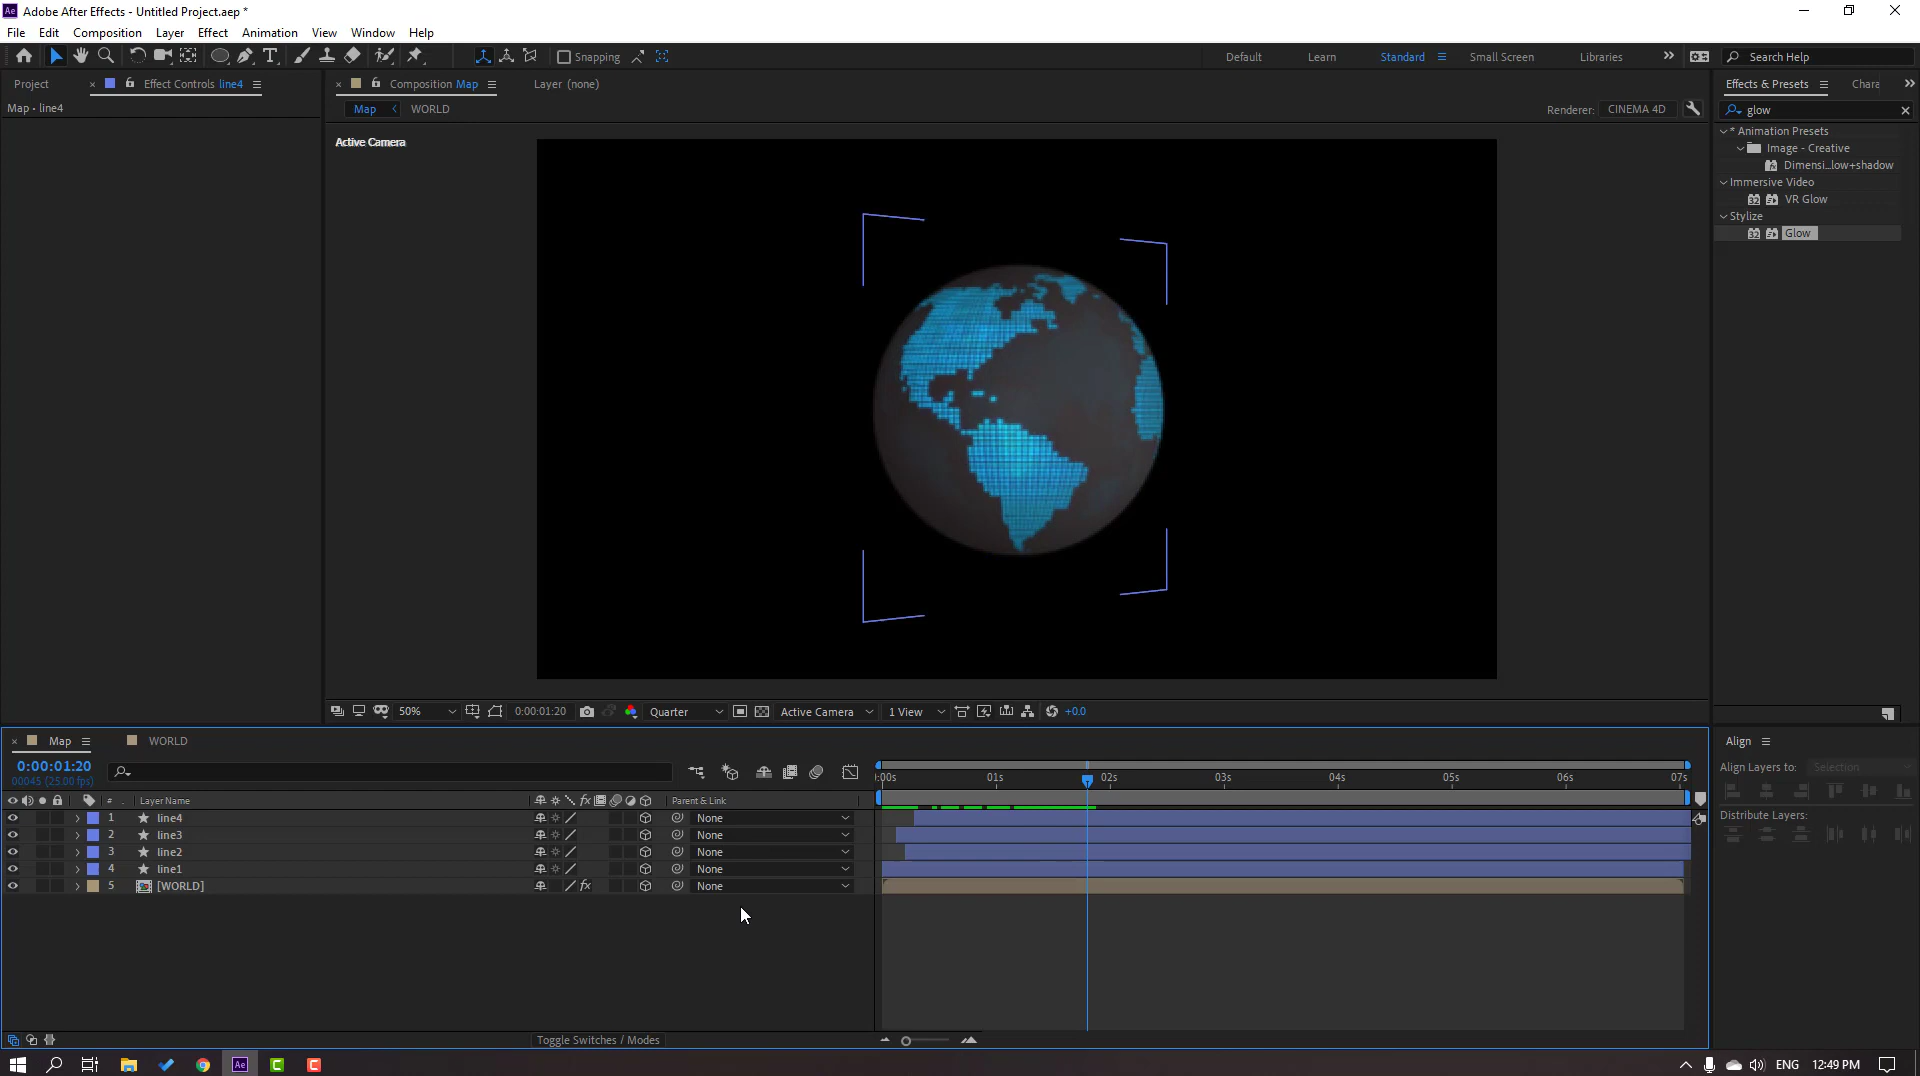 Adobe After Effects - Untitled Project.aep *
File Edit Composition Layer Effect Animation View Window Help
Snapping Default Learn Standard Small Screen Libraries Search Help
Project Effect Controls line4 Composition Map Layer (none) Effects & Presets Chara
Map • line4
Map WORLD Renderer: CINEMA 4D glow
Active Camera
* Animation Presets
Image - Creative
Dimensi...low+shadow
Immersive Video
VR Glow
Stylize
Glow
50% 0:00:01:20 Quarter Active Camera 1 View +0.0
Map WORLD Align
0:00:01:20
00045 (25.00 fps)
Align Layers to: Selection
:00s 01s 02s 03s 04s 05s 06s 07s
# Layer Name Parent & Link
1 line4 None
2 line3 None
3 line2 None
4 line1 None
5 [WORLD] None
Distribute Layers:
Toggle Switches / Modes
ENG 12:49 PM